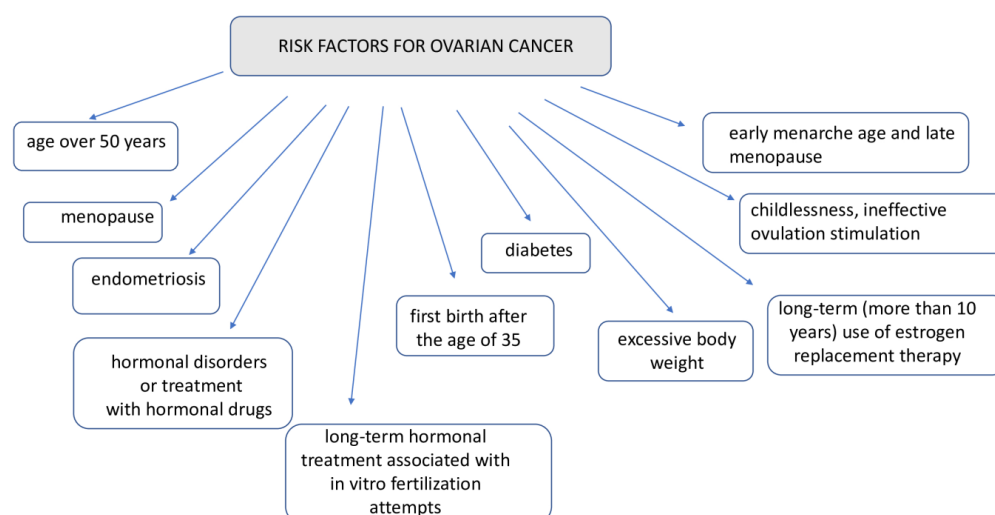 RISK FACTORS FOR OVARIAN CANCER
age over 50 years
menopause
endometriosis
hormonal disorders
or treatment
with hormonal drugs
long-term hormonal
treatment associated with
in vitro fertilization
attempts
first birth after
the age of 35
diabetes
excessive body
weight
long-term (more than 10
years) use of estrogen
replacement therapy
childlessness, ineffective
ovulation stimulation
early menarche age and late
menopause